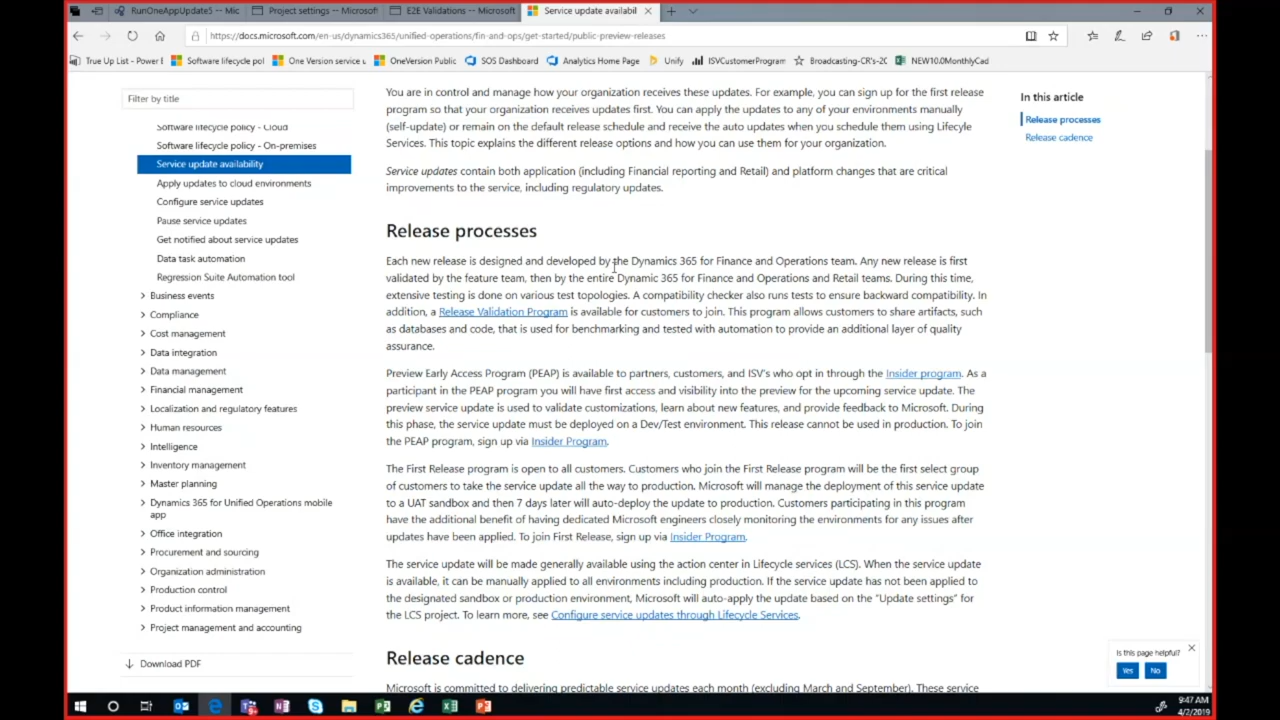 RunOneAppUpdate5 -- Mic
Project settings -- Microsoft
E2E Validations -- Microsoft
Service update availabil
https://docs.microsoft.com/en-us/dynamics365/unified-operations/fin-and-ops/get-started/public-preview-releases
True Up List - Power B
Software lifecycle pol
One Version service u
OneVersion Public
SOS Dashboard
Analytics Home Page
Unify
ISVCustomerProgram
Broadcasting-CR's-2C
NEW10.0MonthlyCad
Filter by title
Software lifecycle policy - Cloud
Software lifecycle policy - On-premises
Service update availability
Apply updates to cloud environments
Configure service updates
Pause service updates
Get notified about service updates
Data task automation
Regression Suite Automation tool
Business events
Compliance
Cost management
Data integration
Data management
Financial management
Localization and regulatory features
Human resources
Intelligence
Inventory management
Master planning
Dynamics 365 for Unified Operations mobile
app
Office integration
Procurement and sourcing
Organization administration
Production control
Product information management
Project management and accounting
Download PDF
You are in control and manage how your organization receives these updates. For example, you can sign up for the first release
program so that your organization receives updates first. You can apply the updates to any of your environments manually
(self-update) or remain on the default release schedule and receive the auto updates when you schedule them using Lifecyle
Services. This topic explains the different release options and how you can use them for your organization.
Service updates contain both application (including Financial reporting and Retail) and platform changes that are critical
improvements to the service, including regulatory updates.
Release processes
Each new release is designed and developed by the Dynamics 365 for Finance and Operations team. Any new release is first
validated by the feature team, then by the entire Dynamic 365 for Finance and Operations and Retail teams. During this time,
extensive testing is done on various test topologies. A compatibility checker also runs tests to ensure backward compatibility. In
addition, a Release Validation Program is available for customers to join. This program allows customers to share artifacts, such
as databases and code, that is used for benchmarking and tested with automation to provide an additional layer of quality
assurance.
Preview Early Access Program (PEAP) is available to partners, customers, and ISV's who opt in through the Insider program. As a
participant in the PEAP program you will have first access and visibility into the preview for the upcoming service update. The
preview service update is used to validate customizations, learn about new features, and provide feedback to Microsoft. During
this phase, the service update must be deployed on a Dev/Test environment. This release cannot be used in production. To join
the PEAP program, sign up via Insider Program.
The First Release program is open to all customers. Customers who join the First Release program will be the first select group
of customers to take the service update all the way to production. Microsoft will manage the deployment of this service update
to a UAT sandbox and then 7 days later will auto-deploy the update to production. Customers participating in this program
have the additional benefit of having dedicated Microsoft engineers closely monitoring the environments for any issues after
updates have been applied. To join First Release, sign up via Insider Program.
The service update will be made generally available using the action center in Lifecycle services (LCS). When the service update
is available, it can be manually applied to all environments including production. If the service update has not been applied to
the designated sandbox or production environment, Microsoft will auto-apply the update based on the "Update settings" for
the LCS project. To learn more, see Configure service updates through Lifecycle Services.
Release cadence
Microsoft is committed to delivering predictable service updates each month (excluding March and September). These service
In this article
Release processes
Release cadence
Is this page helpful?
Yes
No
9:47 AM
4/2/2019